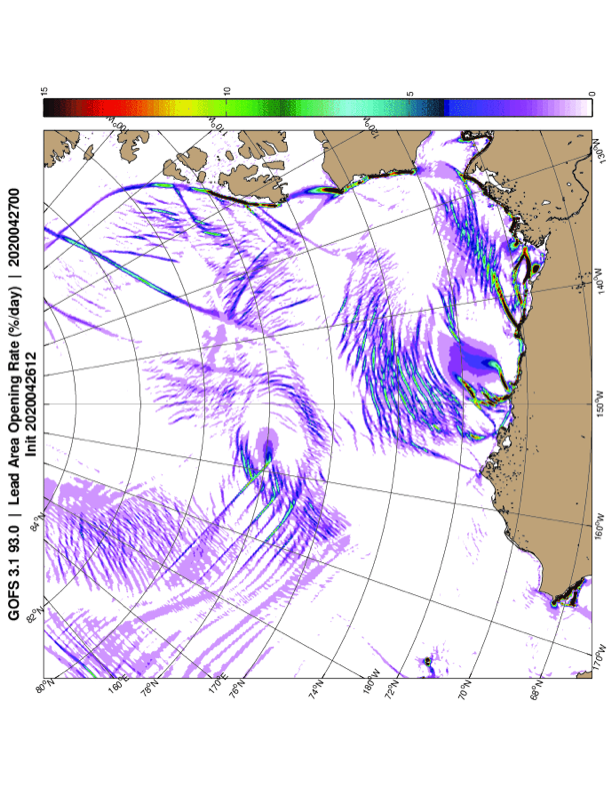 GOFS 3.1 93.0 | Lead Area Opening Rate (%/day) | 2020042700
Init 2020042612
15
10
5
0
100°W
110°W
120°W
130°W
140°W
150°W
160°W
170°W
84°N
82°N
80°N
160°E
78°N
170°E
76°N
74°N
180°W
72°N
70°N
68°N